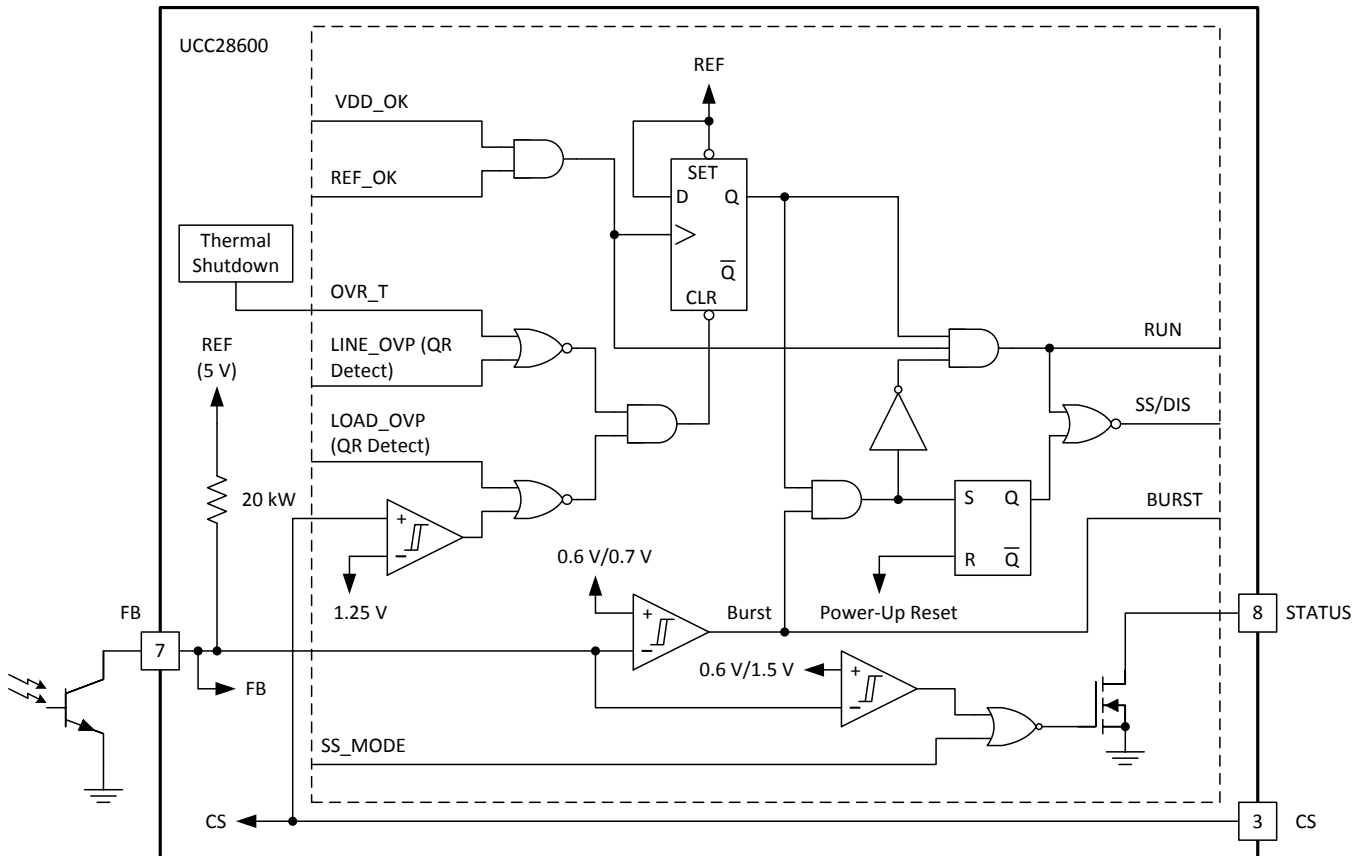 UCC28600
REF
VDD_OK
SET
D
Q
REF_OK
Thermal
Shutdown
Q
CLR
OVR_T
REF
(5 V)
LINE_OVP (QR
Detect)
RUN
LOAD_OVP
(QR Detect)
SS/DIS
20 kW
S
Q
BURST
+
−
0.6 V/0.7 V
R
Q
1.25 V
+
−
Burst
Power-Up Reset
FB
7
8
STATUS
0.6 V/1.5 V
+
−
FB
SS_MODE
CS
3
CS